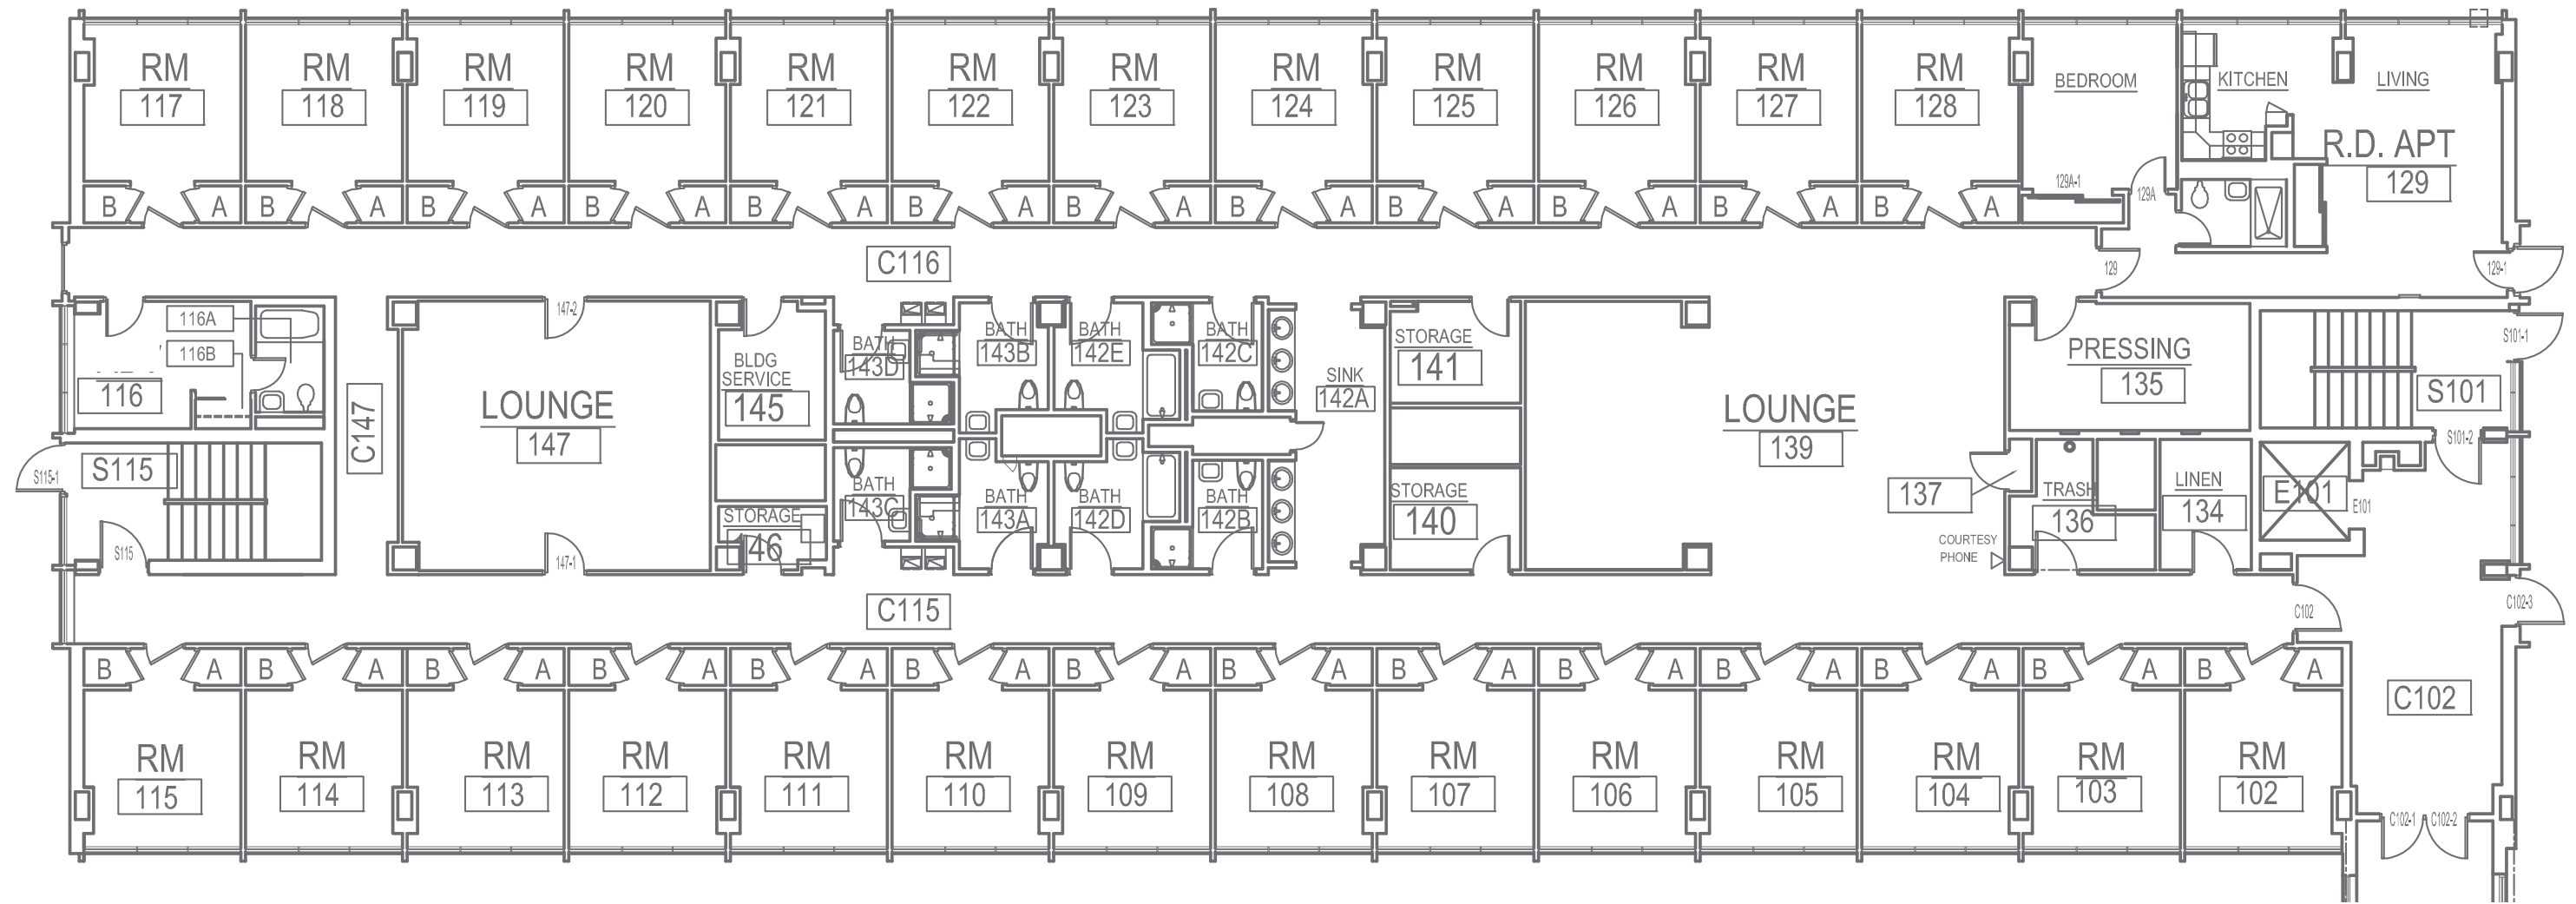 RM RM RM RM RM RM RM RM RM RM RM RM
BEDROOM KITCHEN LIVING
117 118 119 120 121 122 123 124 125 126 127 128
R.D. APT
129
129A-1 129A
B A B A B A B A B A B A B A B A B A B A B A B A
C116
129 129-1
116A
116B
116
147-2
LOUNGE
147
147-1
C147
BLDG
SERVICE
145
STORAGE
146
BATH
143D
BATH
143B
BATH
142E
BATH
142C
BATH
143C
BATH
143A
BATH
142D
BATH
142B
SINK
142A
STORAGE
141
STORAGE
140
LOUNGE
139
PRESSING
135
S101-1
S101
S101-2
137
TRASH
136
LINEN
134
E101
E101
COURTESY
PHONE
S115-1
S115
S115
C115
C102
C102-3
B A B A B A B A B A B A B A B A B A B A B A B A B A B A
C102
RM RM RM RM RM RM RM RM RM RM RM RM RM RM
115 114 113 112 111 110 109 108 107 106 105 104 103 102
C102-1 C102-2